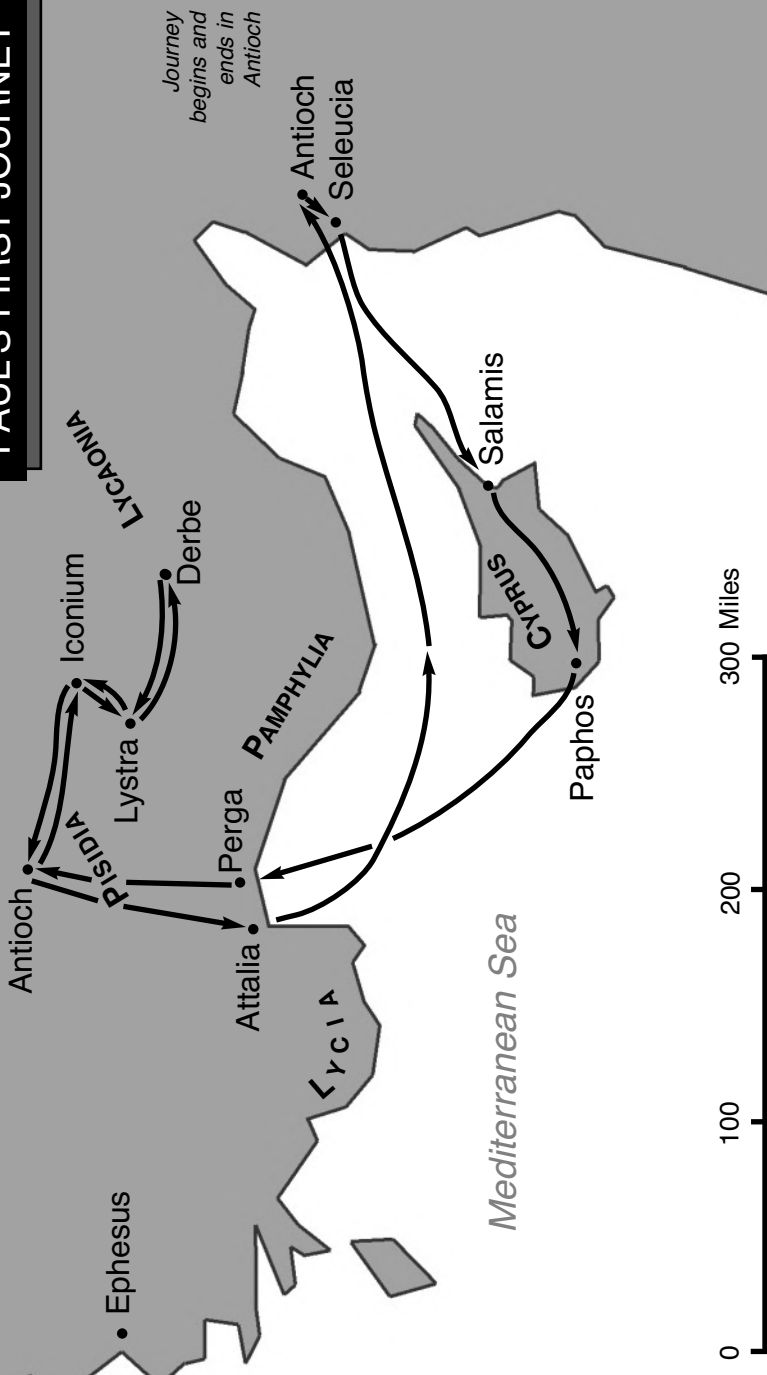 PAUL'S FIRST JOURNEY
Antioch
Iconium
LYCAONIA
PISIDIA
Ephesus
Lystra
Derbe
Journey
begins and
ends in
Antioch
Attalia
Perga
PAMPHYLIA
Antioch
LYCIA
Seleucia
Mediterranean Sea
Salamis
CYPRUS
Paphos
0
100
200
300 Miles